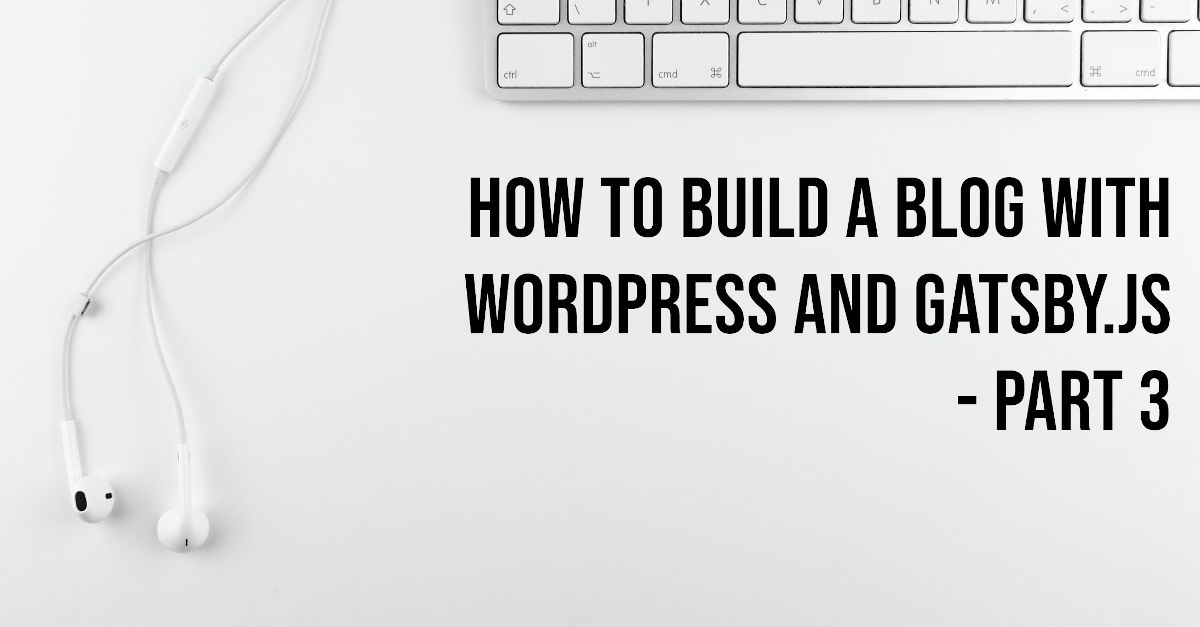 X C V B N M , < . > -
alt
ctrl ⌥ cmd ⌘ ⌘ cmd
HOW TO BUILD A BLOG WITH
WORDPRESS AND GATSBY.JS
- PART 3